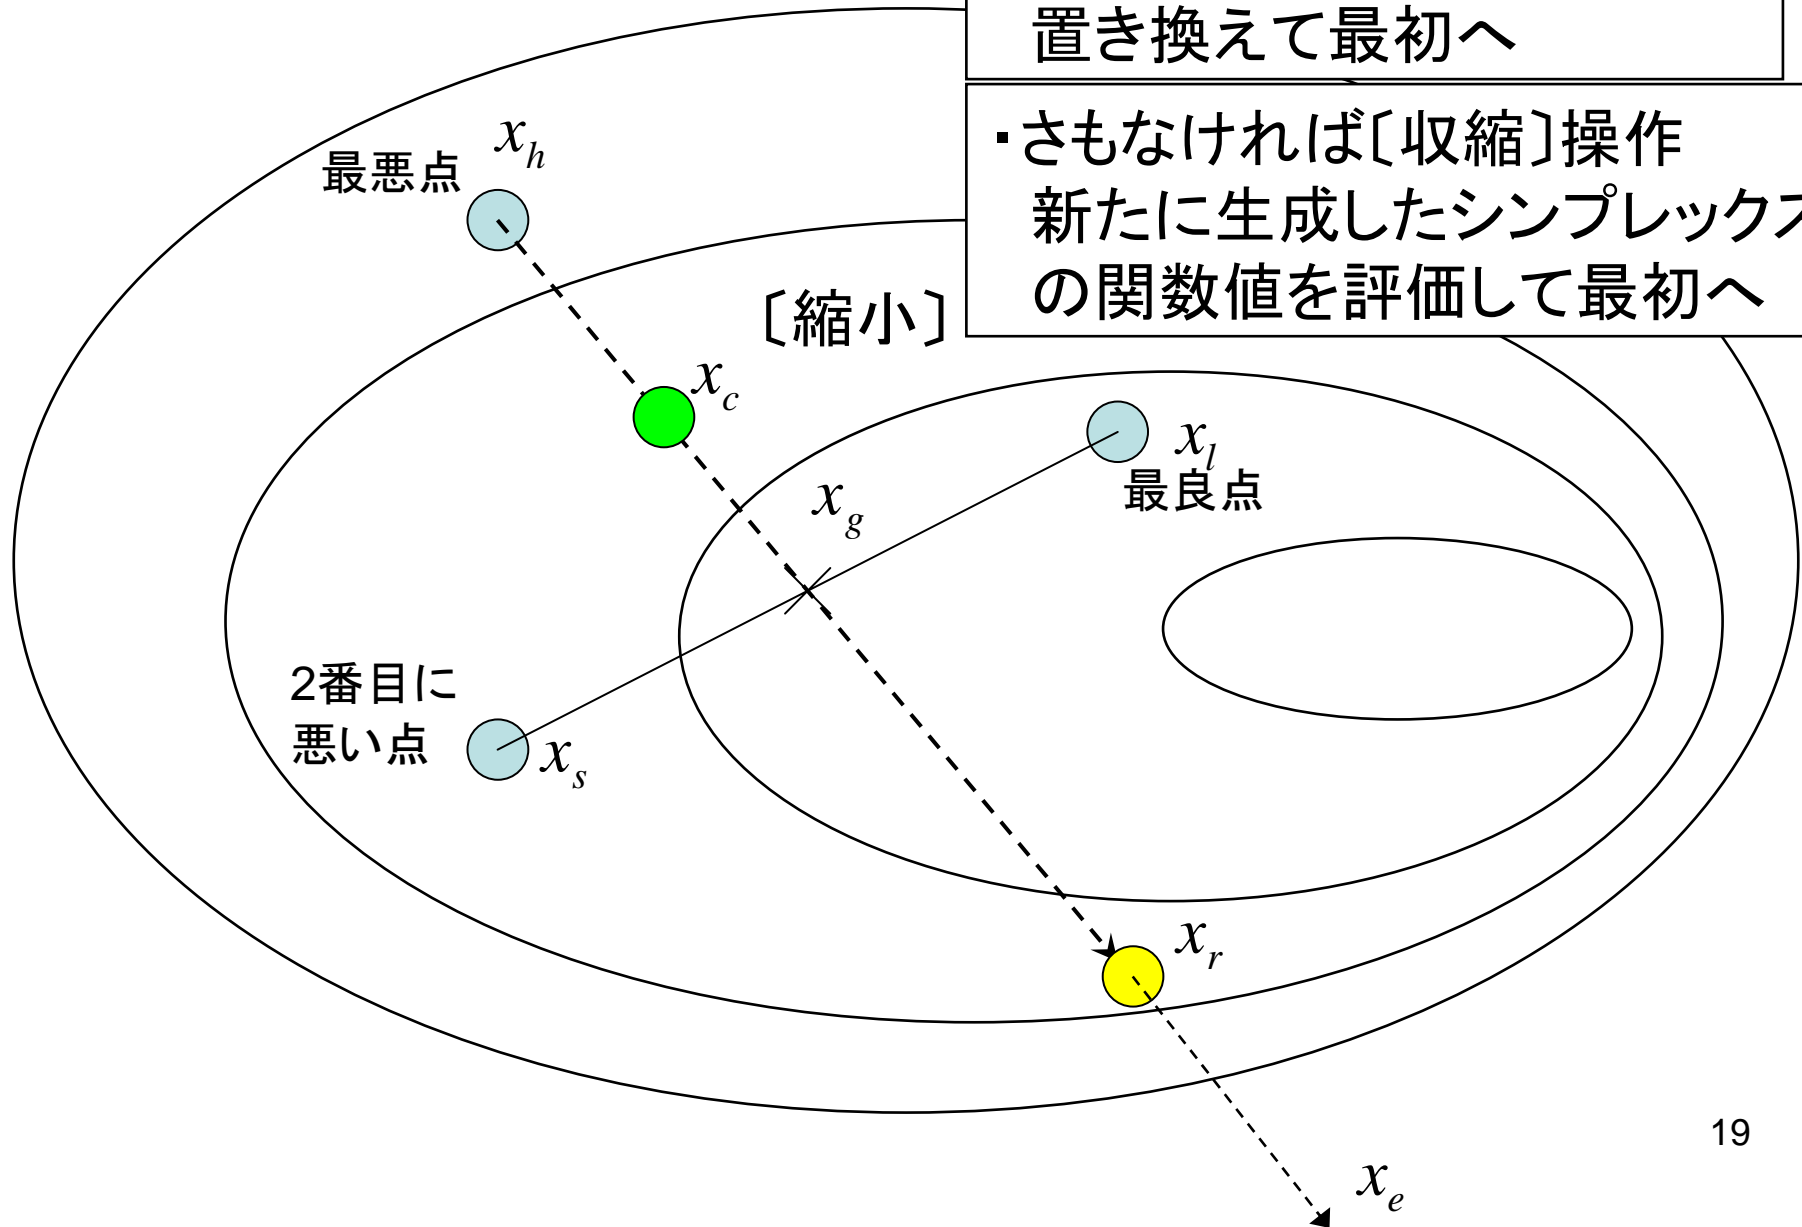 置き換えて最初へ
・さもなければ〔収縮〕操作
新たに生成したシンプレックス
の関数値を評価して最初へ
x_h
最悪点
〔縮小〕
x_c
x_l
最良点
x_g
2番目に
悪い点
x_s
x_r
19
x_e